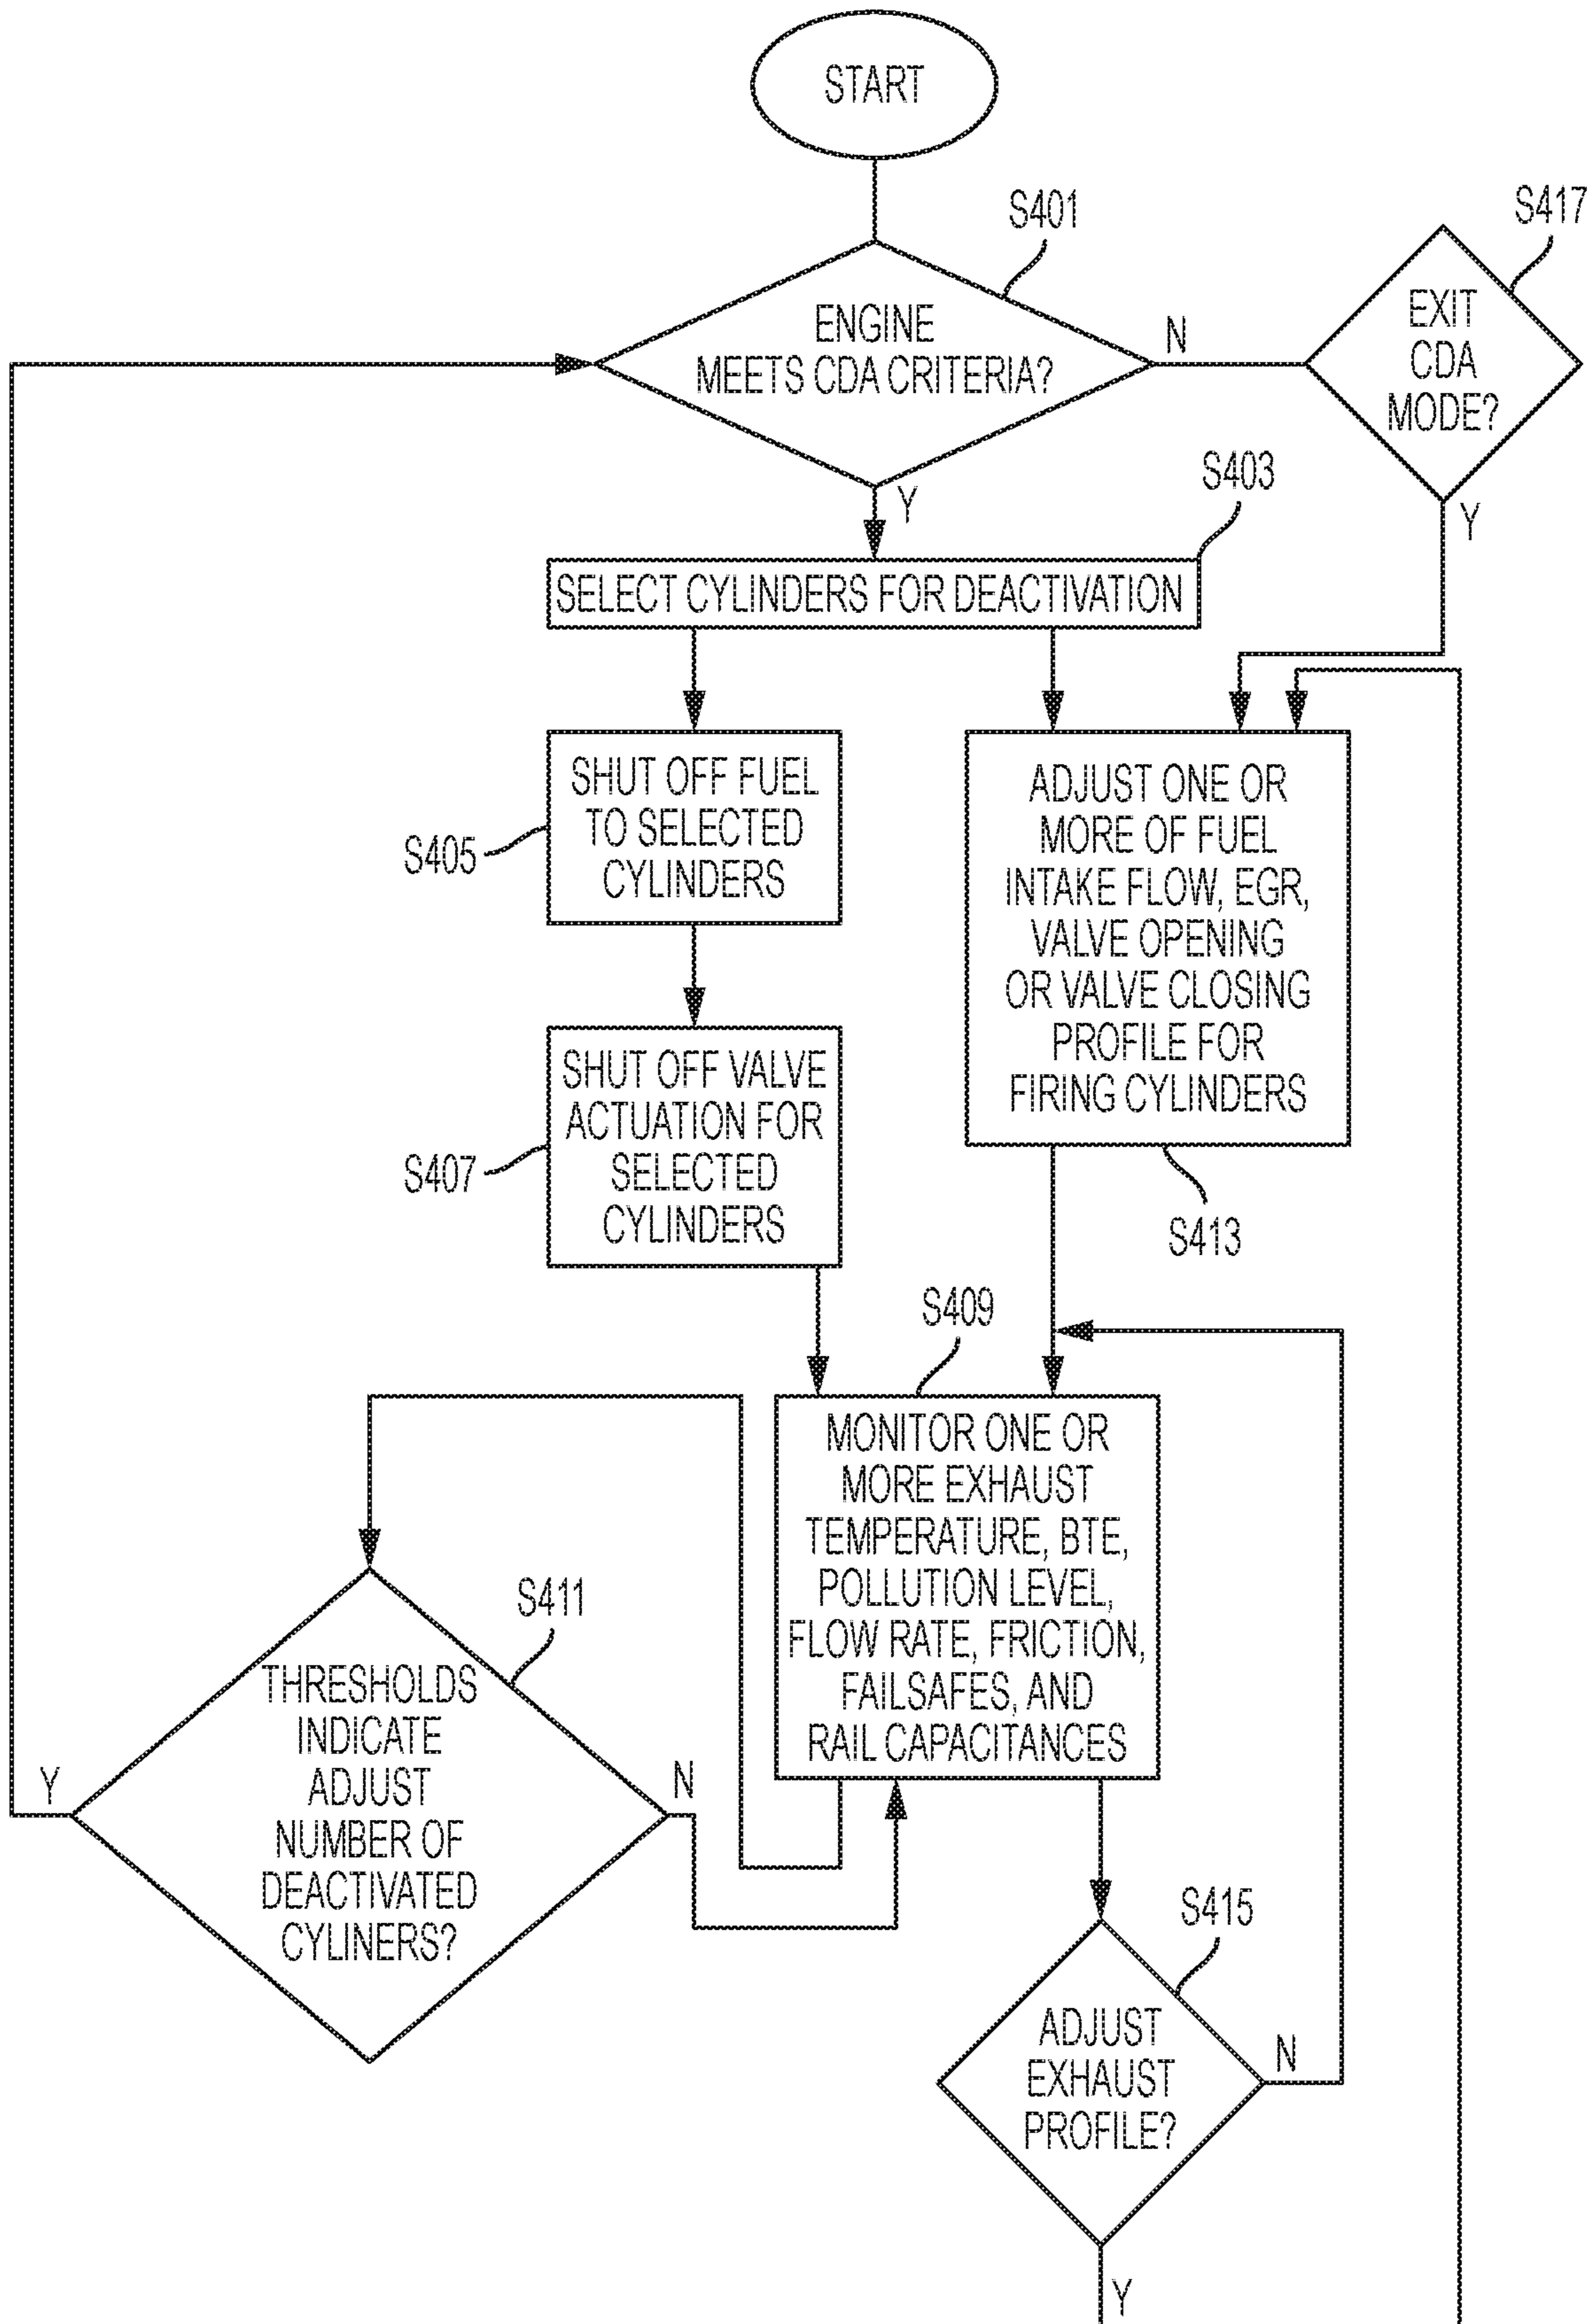 START
S401
S417
ENGINE
MEETS CDA CRITERIA?
N
EXIT
CDA
MODE?
Y
Y
S403
SELECT CYLINDERS FOR DEACTIVATION
SHUT OFF FUEL
TO SELECTED
CYLINDERS
S405
ADJUST ONE OR
MORE OF FUEL
INTAKE FLOW, EGR,
VALVE OPENING
OR VALVE CLOSING
PROFILE FOR
FIRING CYLINDERS
S413
SHUT OFF VALVE
ACTUATION FOR
SELECTED
CYLINDERS
S407
S409
MONITOR ONE OR
MORE EXHAUST
TEMPERATURE, BTE,
POLLUTION LEVEL,
FLOW RATE, FRICTION,
FAILSAFES, AND
RAIL CAPACITANCES
S411
THRESHOLDS
INDICATE
ADJUST
NUMBER OF
DEACTIVATED
CYLINERS?
Y
N
S415
ADJUST
EXHAUST
PROFILE?
N
Y